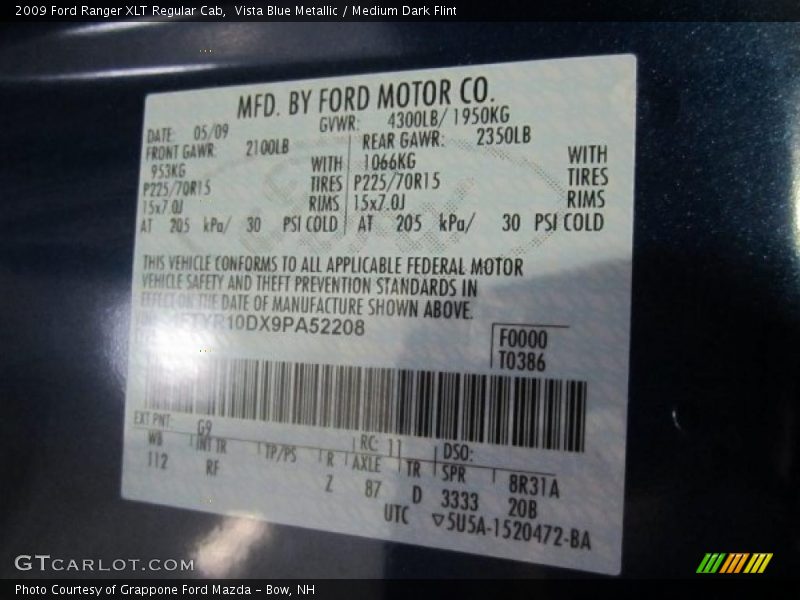 2009 Ford Ranger XLT Regular Cab,  Vista Blue Metallic / Medium Dark Flint
MFD. BY FORD MOTOR CO.
DATE: 05/09 GVWR: 4300LB/ 1950KG
FRONT GAWR: 2100LB REAR GAWR: 2350LB
953KG WITH 1066KG WITH
P225/70R15 TIRES P225/70R15 TIRES
15x7.0J RIMS 15x7.0J RIMS
AT 205 kPa/ 30 PSI COLD AT 205 kPa/ 30 PSI COLD
THIS VEHICLE CONFORMS TO ALL APPLICABLE FEDERAL MOTOR
VEHICLE SAFETY AND THEFT PREVENTION STANDARDS IN
EFFECT ON THE DATE OF MANUFACTURE SHOWN ABOVE.
TYR10DX9PA52208
F0000
T0386
EXT PNT: G9 RC: 11 DSO:
WB INT TR TP/PS R AXLE TR SPR 8R31A
112 RF Z 87 D 3333 20B
UTC ▽5U5A-1520472-BA
GTCARLOT.COM
Photo Courtesy of Grappone Ford Mazda - Bow, NH